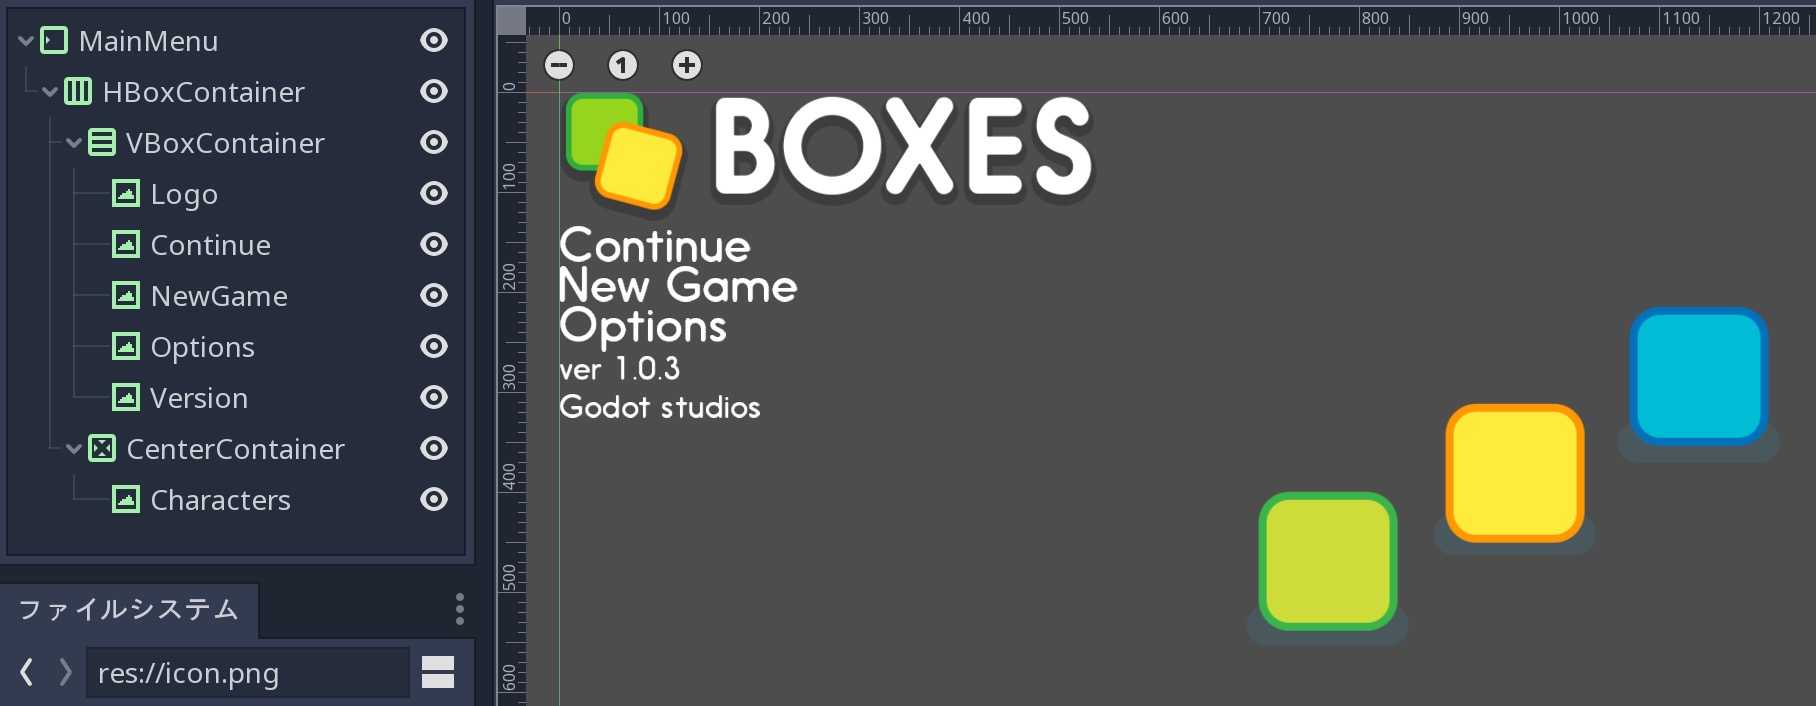 MainMenu
HBoxContainer
VBoxContainer
Logo
Continue
NewGame
Options
Version
CenterContainer
Characters
ファイルシステム
res://icon.png
0 100 200 300 400 500 600 700 800 900 1000 1100 1200
1
0
100
200
300
400
500
600
BOXES
Continue
New Game
Options
ver 1.0.3
Godot studios